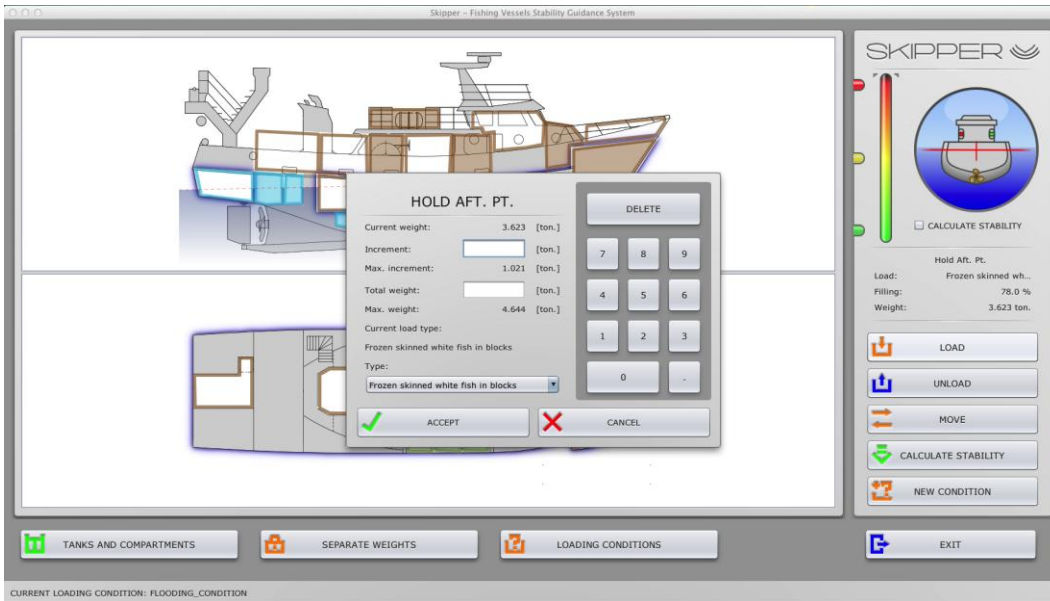 Skipper – Fishing Vessels Stability Guidance System
SKIPPER
HOLD AFT. PT.
Current weight: 3.623 [ton.]
Increment: [ton.]
Max. increment: 1.021 [ton.]
Total weight: [ton.]
Max. weight: 4.644 [ton.]
Current load type:
Frozen skinned white fish in blocks
Type:
Frozen skinned white fish in blocks
ACCEPT
CANCEL
DELETE
7 8 9
4 5 6
1 2 3
0 .
CALCULATE STABILITY
Hold Aft. Pt.
Load: Frozen skinned wh...
Filling: 78.0 %
Weight: 3.623 ton.
LOAD
UNLOAD
MOVE
CALCULATE STABILITY
NEW CONDITION
TANKS AND COMPARTMENTS
SEPARATE WEIGHTS
LOADING CONDITIONS
EXIT
CURRENT LOADING CONDITION: FLOODING_CONDITION